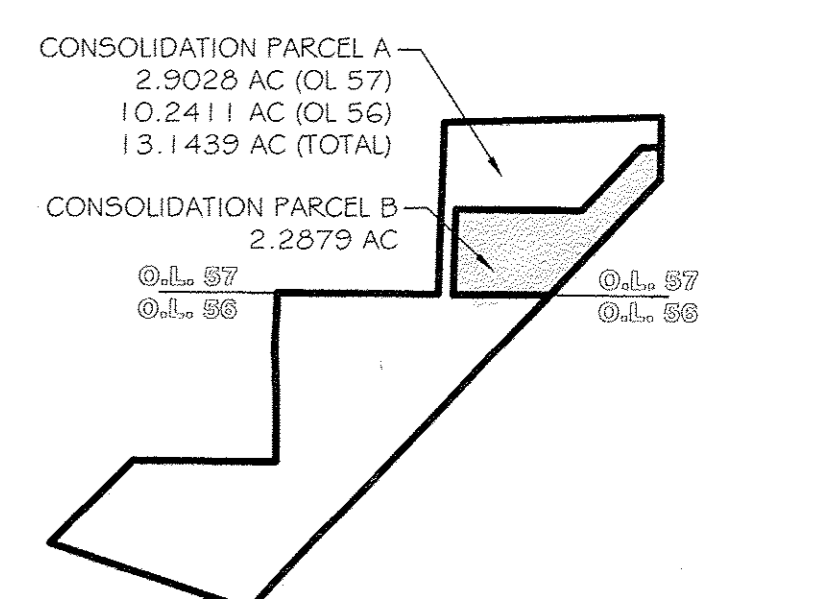 CONSOLIDATION PARCEL A
2.9028 AC (OL 57)
10.2411 AC (OL 56)
13.1439 AC (TOTAL)
CONSOLIDATION PARCEL B
2.2879 AC
O.L. 57
O.L. 56
O.L. 57
O.L. 56